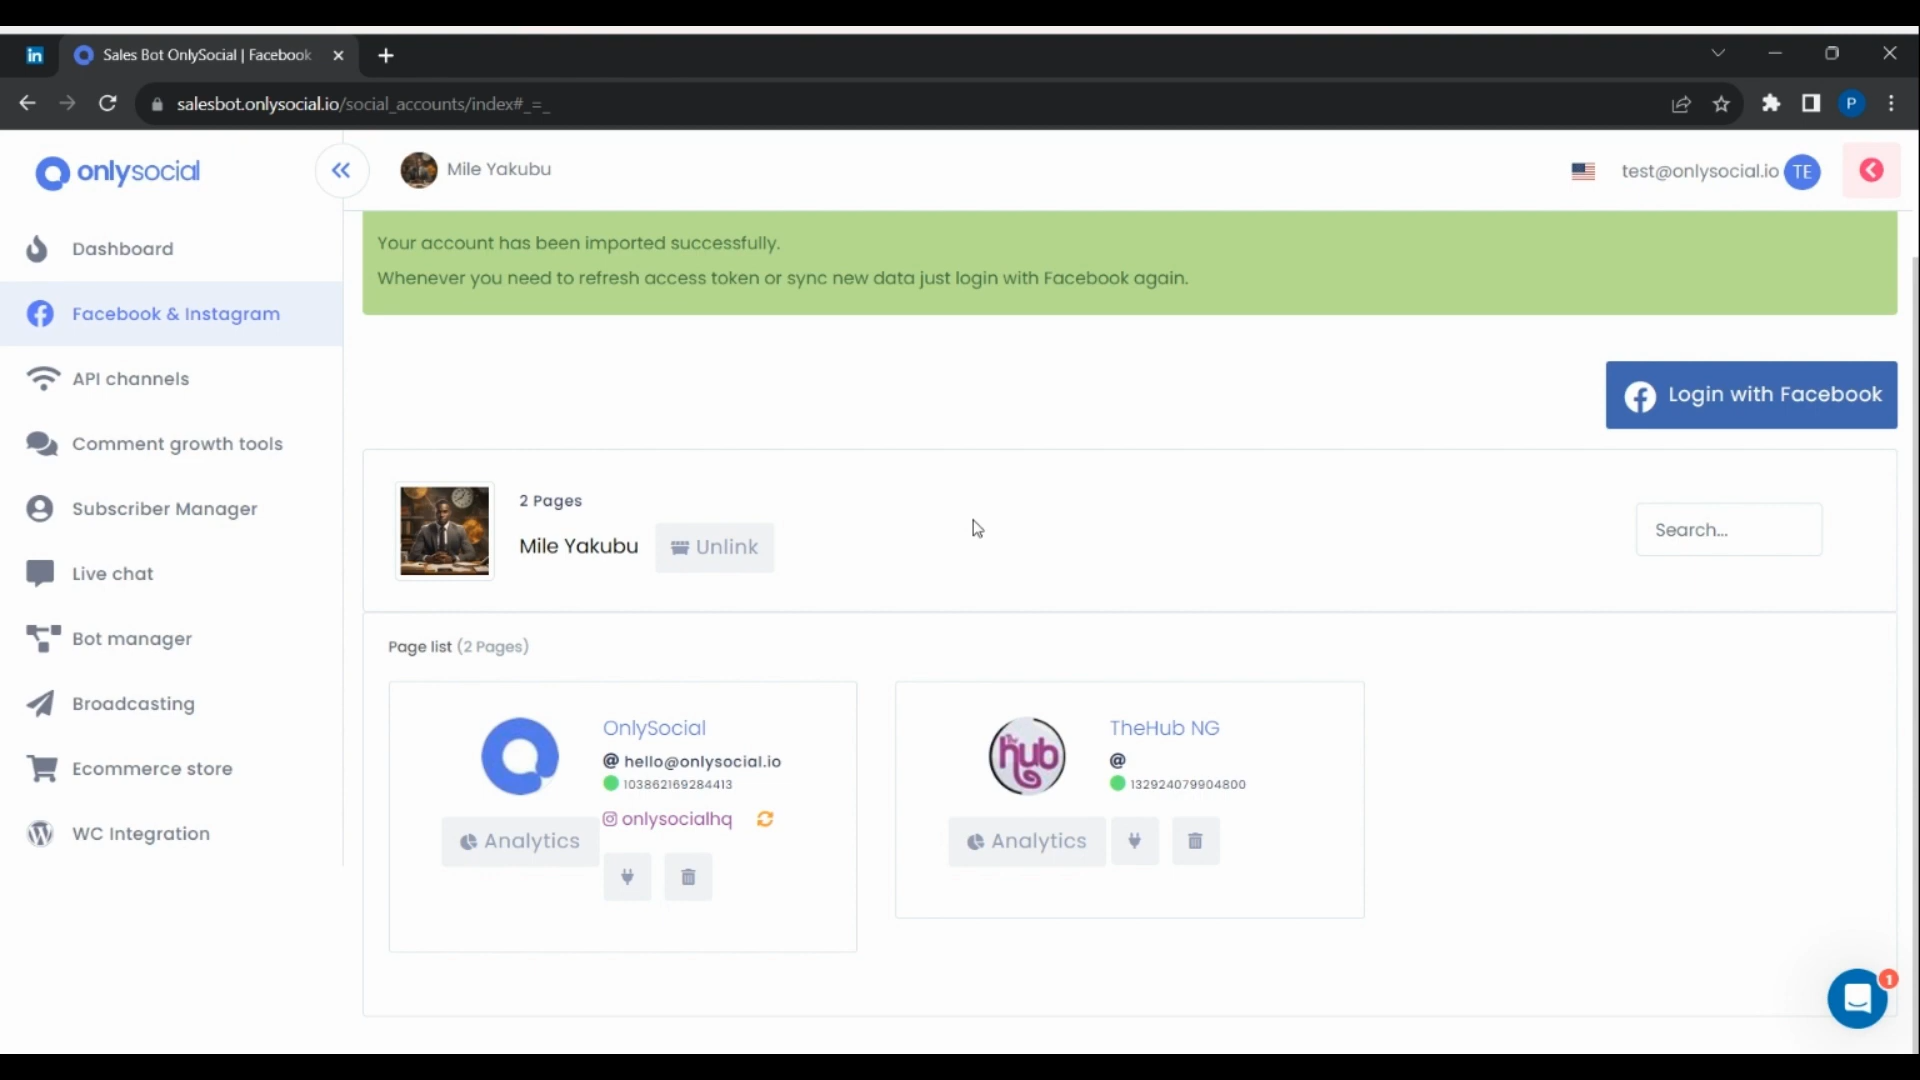 in
Sales Bot OnlySocial | Facebook
salesbot.onlysocial.io/social_accounts/index#_=_
P
onlysocial
Mile Yakubu
test@onlysocial.io TE
Dashboard
Facebook & Instagram
API channels
Comment growth tools
Subscriber Manager
Live chat
Bot manager
Broadcasting
Ecommerce store
WC Integration
Your account has been imported successfully.
Whenever you need to refresh access token or sync new data just login with Facebook again.
Login with Facebook
2 Pages
Mile Yakubu
Unlink
Search...
Page list (2 Pages)
OnlySocial
@ hello@onlysocial.io
103862169284413
onlysocialhq
Analytics
the hub
TheHub NG
@
132924079904800
Analytics
1